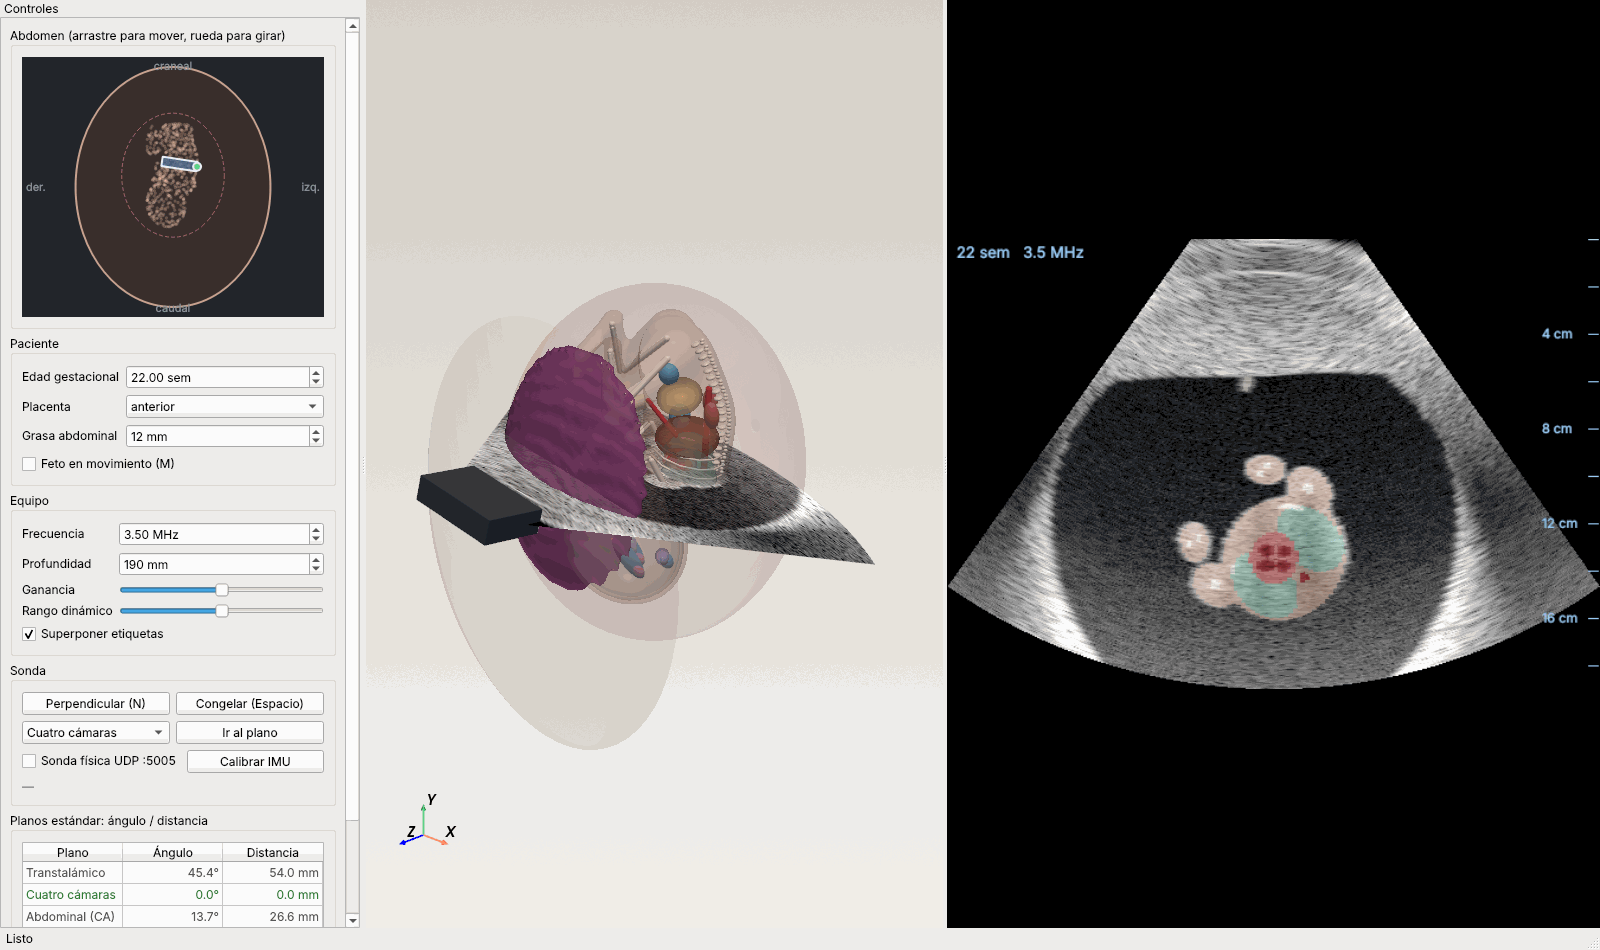 Controles
Abdomen (arrastre para mover, rueda para girar)
craneal
der.
izq.
caudal
Paciente
Edad gestacional 22.00 sem
Placenta anterior
Grasa abdominal 12 mm
Feto en movimiento (M)
Equipo
Frecuencia 3.50 MHz
Profundidad 190 mm
Ganancia
Rango dinámico
Superponer etiquetas
Sonda
Perpendicular (N) Congelar (Espacio)
Cuatro cámaras Ir al plano
Sonda física UDP :5005 Calibrar IMU
—
Planos estándar: ángulo / distancia
Plano Ángulo Distancia
Transtalámico 45.4° 54.0 mm
Cuatro cámaras 0.0° 0.0 mm
Abdominal (CA) 13.7° 26.6 mm
Listo
Y
Z
X
22 sem 3.5 MHz
4 cm
8 cm
12 cm
16 cm